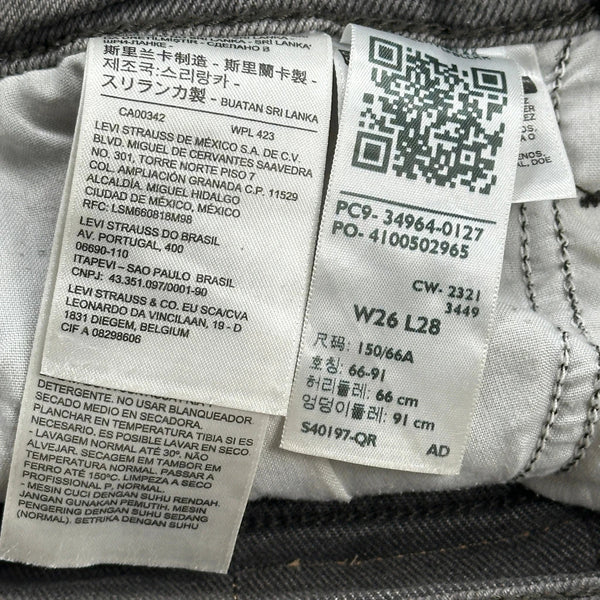 ШРИ-ЛАНКЕ - СДЕЛАНО В
斯里兰卡制造 - 斯里蘭卡製
제조국:스리랑카
スリランカ製 - BUATAN SRI LANKA
CA00342 WPL 423
LEVI STRAUSS DE MÉXICO S.A. DE C.V.
BLVD. MIGUEL DE CERVANTES SAAVEDRA
NO. 301, TORRE NORTE PISO 7
COL. AMPLIACIÓN GRANADA C.P. 11529
ALCALDÍA, MIGUEL HIDALGO
CIUDAD DE MÉXICO, MÉXICO
RFC: LSM660818M98
LEVI STRAUSS DO BRASIL
AV. PORTUGAL, 400
06690-110
ITAPEVI – SAO PAULO BRASIL
CNPJ: 43.351.097/0001-90
LEVI STRAUSS & CO. EU SCA/CVA
LEONARDO DA VINCILAAN, 19 - D
1831 DIEGEM, BELGIUM
CIF A 08298606
DETERGENTE. NO USAR BLANQUEADOR.
SECADO MEDIO EN SECADORA.
PLANCHAR EN TEMPERATURA TIBIA SI ES
NECESARIO, ES POSIBLE LAVAR EN SECO
- LAVAGEM NORMAL ATÉ 30º. NÃO
ALVEJAR. SECAGEM EM TAMBOR EM
TEMPERATURA NORMAL. PASSAR A
FERRO ATÉ 150ºC. LIMPEZA A SECO
PROFISSIONAL P, NORMAL.
- MESIN CUCI DENGAN SUHU RENDAH.
JANGAN GUNAKAN PEMUTIH. MESIN
PENGERING DENGAN SUHU SEDANG
(NORMAL). SETRIKA DENGAN SUHU
PC9- 34964-0127
PO- 4100502965
CW- 2321
3449
W26 L28
尺码: 150/66A
호칭: 66-91
허리둘레: 66 cm
엉덩이둘레: 91 cm
S40197-QR AD